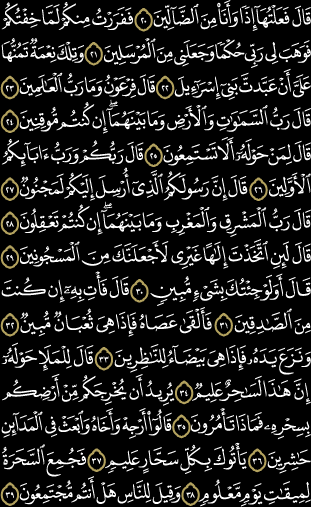 قَالَ فَعَلْتُهَآ إِذًا وَأَنَا۠ مِنَ ٱلضَّآلِّينَ ٢٠ فَفَرَرْتُ مِنكُمْ لَمَّا خِفْتُكُمْ
فَوَهَبَ لِى رَبِّى حُكْمًا وَجَعَلَنِى مِنَ ٱلْمُرْسَلِينَ ٢١ وَتِلْكَ نِعْمَةٌ تَمُنُّهَا
عَلَىَّ أَنْ عَبَّدتَّ بَنِىٓ إِسْرَٰٓءِيلَ ٢٢ قَالَ فِرْعَوْنُ وَمَا رَبُّ ٱلْعَٰلَمِينَ ٢٣
قَالَ رَبُّ ٱلسَّمَٰوَٰتِ وَٱلْأَرْضِ وَمَا بَيْنَهُمَآ ۖ إِن كُنتُم مُّوقِنِينَ ٢٤
قَالَ لِمَنْ حَوْلَهُۥٓ أَلَا تَسْتَمِعُونَ ٢٥ قَالَ رَبُّكُمْ وَرَبُّ ءَابَآئِكُمُ
ٱلْأَوَّلِينَ ٢٦ قَالَ إِنَّ رَسُولَكُمُ ٱلَّذِىٓ أُرْسِلَ إِلَيْكُمْ لَمَجْنُونٌ ٢٧
قَالَ رَبُّ ٱلْمَشْرِقِ وَٱلْمَغْرِبِ وَمَا بَيْنَهُمَآ ۖ إِن كُنتُمْ تَعْقِلُونَ ٢٨
قَالَ لَئِنِ ٱتَّخَذْتَ إِلَٰهًا غَيْرِى لَأَجْعَلَنَّكَ مِنَ ٱلْمَسْجُونِينَ ٢٩
قَالَ أَوَلَوْ جِئْتُكَ بِشَىْءٍ مُّبِينٍ ٣٠ قَالَ فَأْتِ بِهِۦٓ إِن كُنتَ
مِنَ ٱلصَّٰدِقِينَ ٣١ فَأَلْقَىٰ عَصَاهُ فَإِذَا هِىَ ثُعْبَانٌ مُّبِينٌ ٣٢
وَنَزَعَ يَدَهُۥ فَإِذَا هِىَ بَيْضَآءُ لِلنَّٰظِرِينَ ٣٣ قَالَ لِلْمَلَإِ حَوْلَهُۥٓ
إِنَّ هَٰذَا لَسَٰحِرٌ عَلِيمٌ ٣٤ يُرِيدُ أَن يُخْرِجَكُم مِّنْ أَرْضِكُم
بِسِحْرِهِۦ فَمَاذَا تَأْمُرُونَ ٣٥ قَالُوٓا۟ أَرْجِهْ وَأَخَاهُ وَٱبْعَثْ فِى ٱلْمَدَآئِنِ
حَٰشِرِينَ ٣٦ يَأْتُوكَ بِكُلِّ سَحَّارٍ عَلِيمٍ ٣٧ فَجُمِعَ ٱلسَّحَرَةُ
لِمِيقَٰتِ يَوْمٍ مَّعْلُومٍ ٣٨ وَقِيلَ لِلنَّاسِ هَلْ أَنتُم مُّجْتَمِعُونَ ٣٩